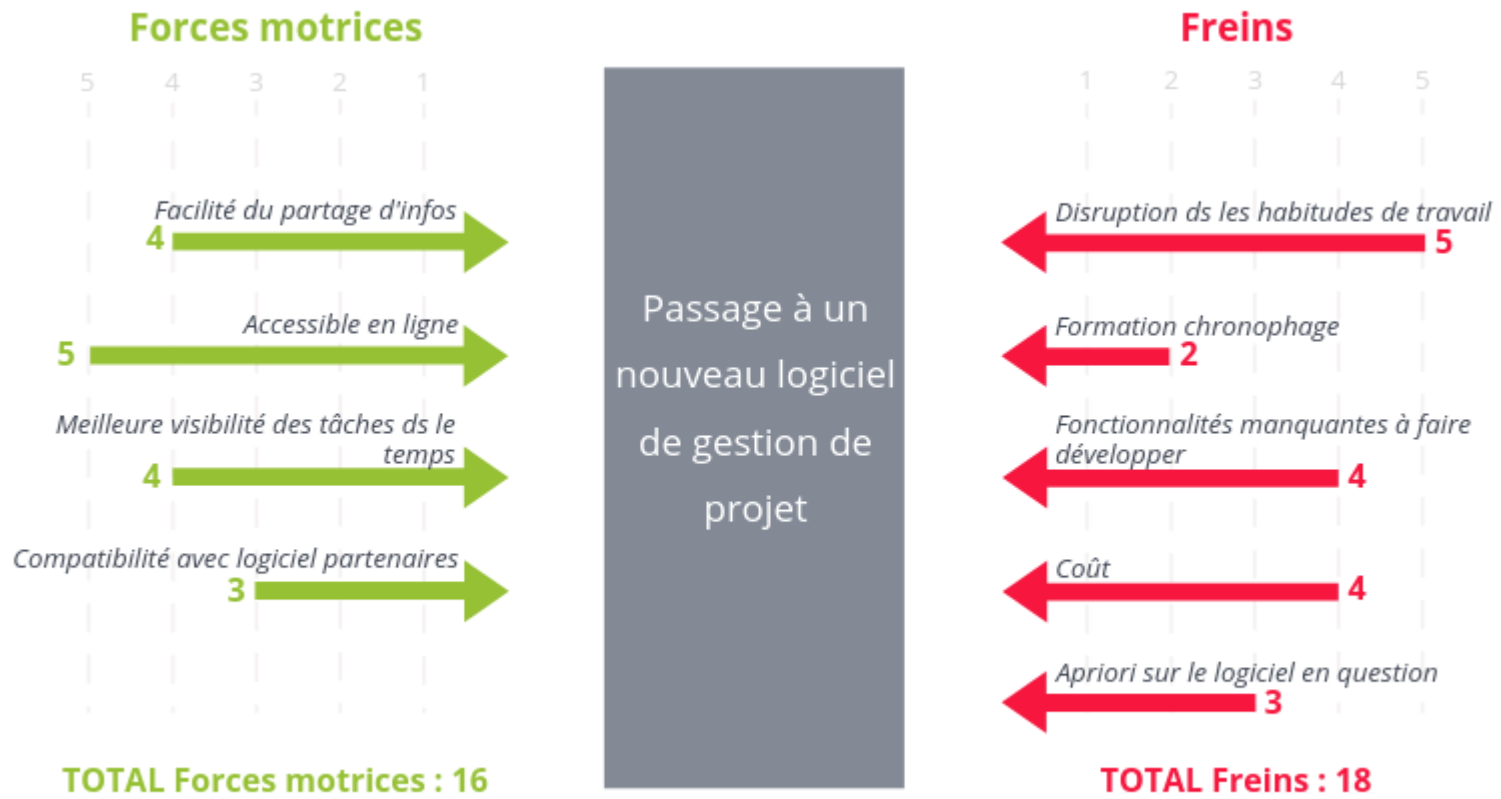 Forces motrices
5 4 3 2 1
Facilité du partage d'infos
4
Accessible en ligne
5
Meilleure visibilité des tâches ds le
temps
4
Compatibilité avec logiciel partenaires
3
TOTAL Forces motrices : 16
Passage à un
nouveau logiciel
de gestion de
projet
Freins
1 2 3 4 5
Disruption ds les habitudes de travail
5
Formation chronophage
2
Fonctionnalités manquantes à faire
développer
4
Coût
4
Apriori sur le logiciel en question
3
TOTAL Freins : 18